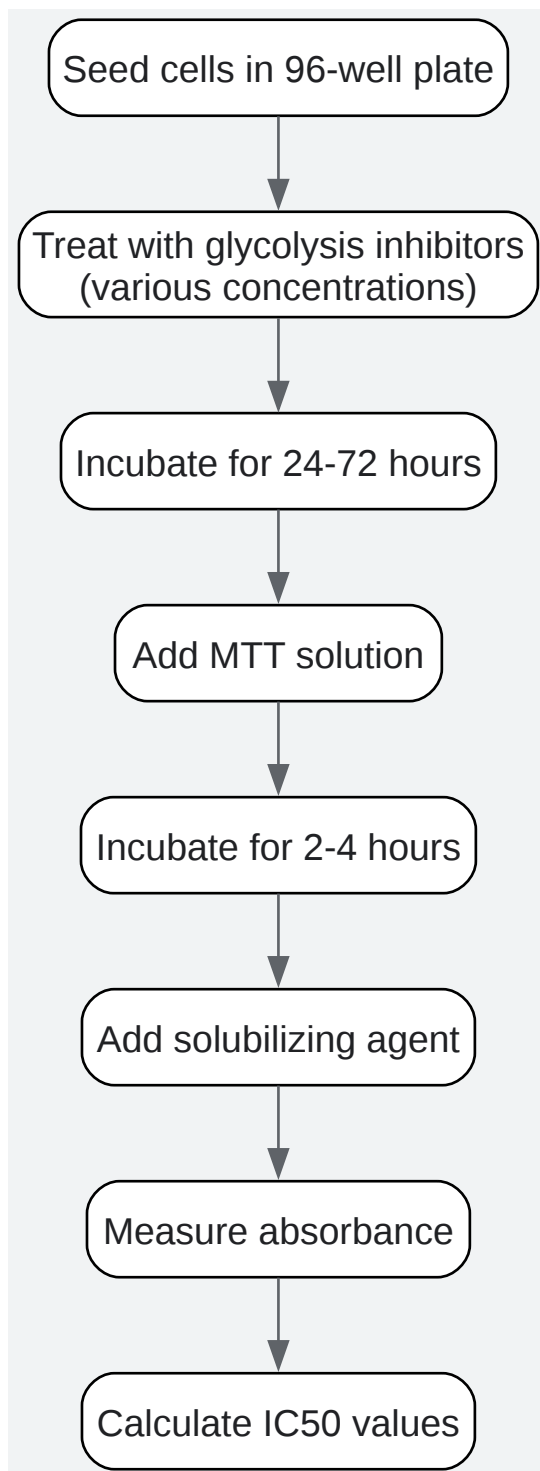 Seed cells in 96-well plate
Treat with glycolysis inhibitors
(various concentrations)
Incubate for 24-72 hours
Add MTT solution
Incubate for 2-4 hours
Add solubilizing agent
Measure absorbance
Calculate IC50 values